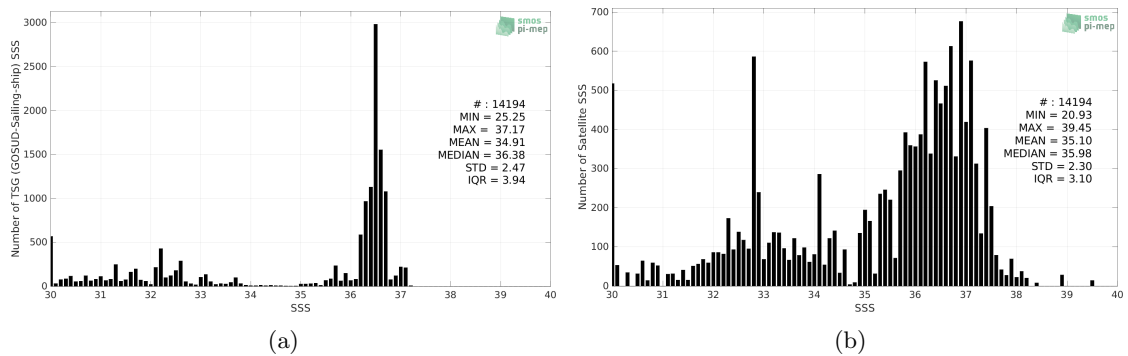 3000
2500
2000
1500
1000
500
0
Number of TSG (GOSUD-Sailing-ship) SSS
30 31 32 33 34 35 36 37 38 39 40
SSS
smos
pi-mep
# : 14194
MIN = 25.25
MAX = 37.17
MEAN = 34.91
MEDIAN = 36.38
STD = 2.47
IQR = 3.94
(a)
700
600
500
400
300
200
100
0
Number of Satellite SSS
30 31 32 33 34 35 36 37 38 39 40
SSS
smos
pi-mep
# : 14194
MIN = 20.93
MAX = 39.45
MEAN = 35.10
MEDIAN = 35.98
STD = 2.30
IQR = 3.10
(b)